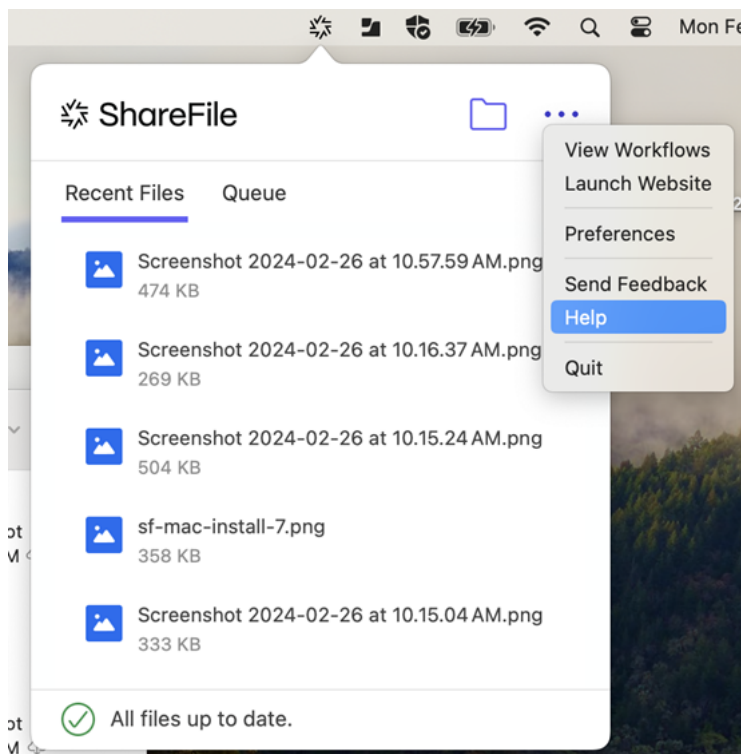 Mon Fe
ShareFile
View Workflows
Launch Website
Preferences
Send Feedback
Help
Quit
Recent Files
Queue
Screenshot 2024-02-26 at 10.57.59 AM.png
474 KB
Screenshot 2024-02-26 at 10.16.37 AM.png
269 KB
Screenshot 2024-02-26 at 10.15.24 AM.png
504 KB
sf-mac-install-7.png
358 KB
Screenshot 2024-02-26 at 10.15.04 AM.png
333 KB
All files up to date.
2
ot
M
ot
M